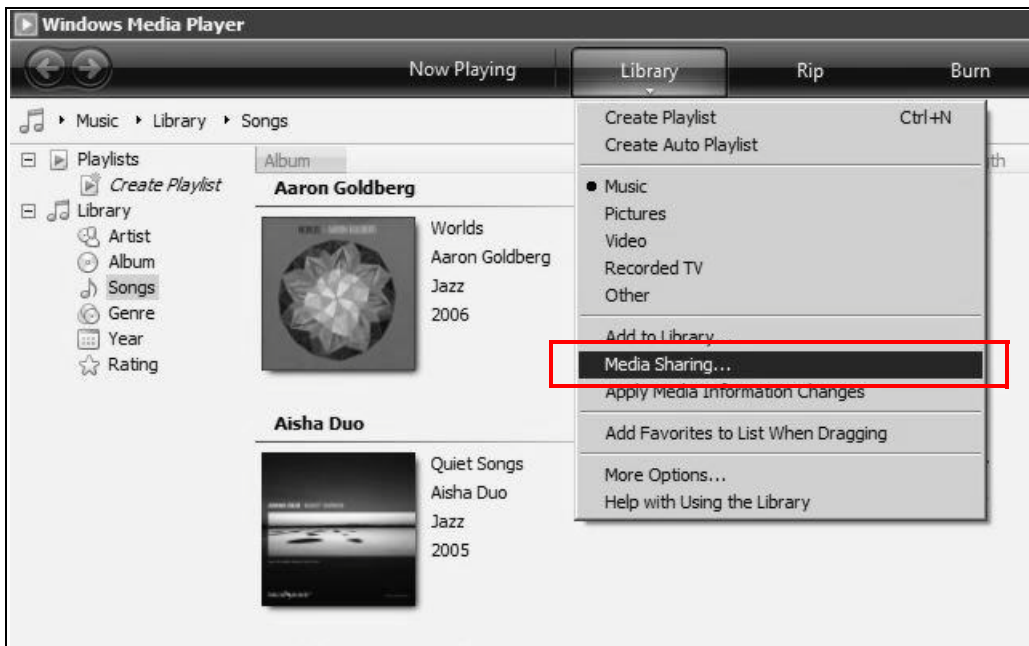 Windows Media Player
Now Playing
Library
Rip
Burn
Music
Library
Songs
Playlists
Create Playlist
Library
Artist
Album
Songs
Genre
Year
Rating
Album
Aaron Goldberg
Worlds
Aaron Goldberg
Jazz
2006
Aisha Duo
Quiet Songs
Aisha Duo
Jazz
2005
Create Playlist Ctrl+N
Create Auto Playlist
Music
Pictures
Video
Recorded TV
Other
Add to Library...
Media Sharing...
Apply Media Information Changes
Add Favorites to List When Dragging
More Options...
Help with Using the Library